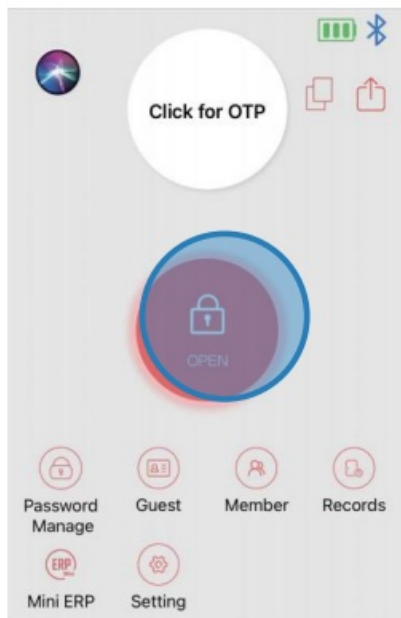 Click for OTP
OPEN
Password
Manage
Guest
Member
Records
ERP
Mini ERP
Setting